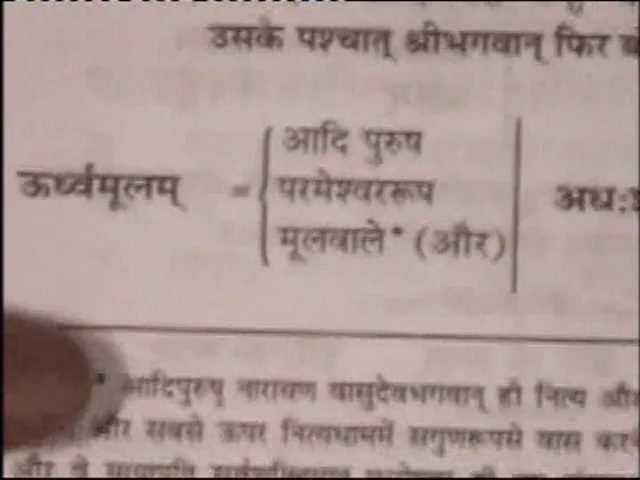 उसके पश्चात् श्रीभगवान् फिर
आदि पुरुष
ऊर्ध्वमूलम् = परमेश्वररूप
मूलवाले* (और)
अधः
* आदिपुरुष नारायण वासुदेवभगवान् ही नित्य और
और सबसे ऊपर नित्यधाममें सगुणरूपसे वास
और वे